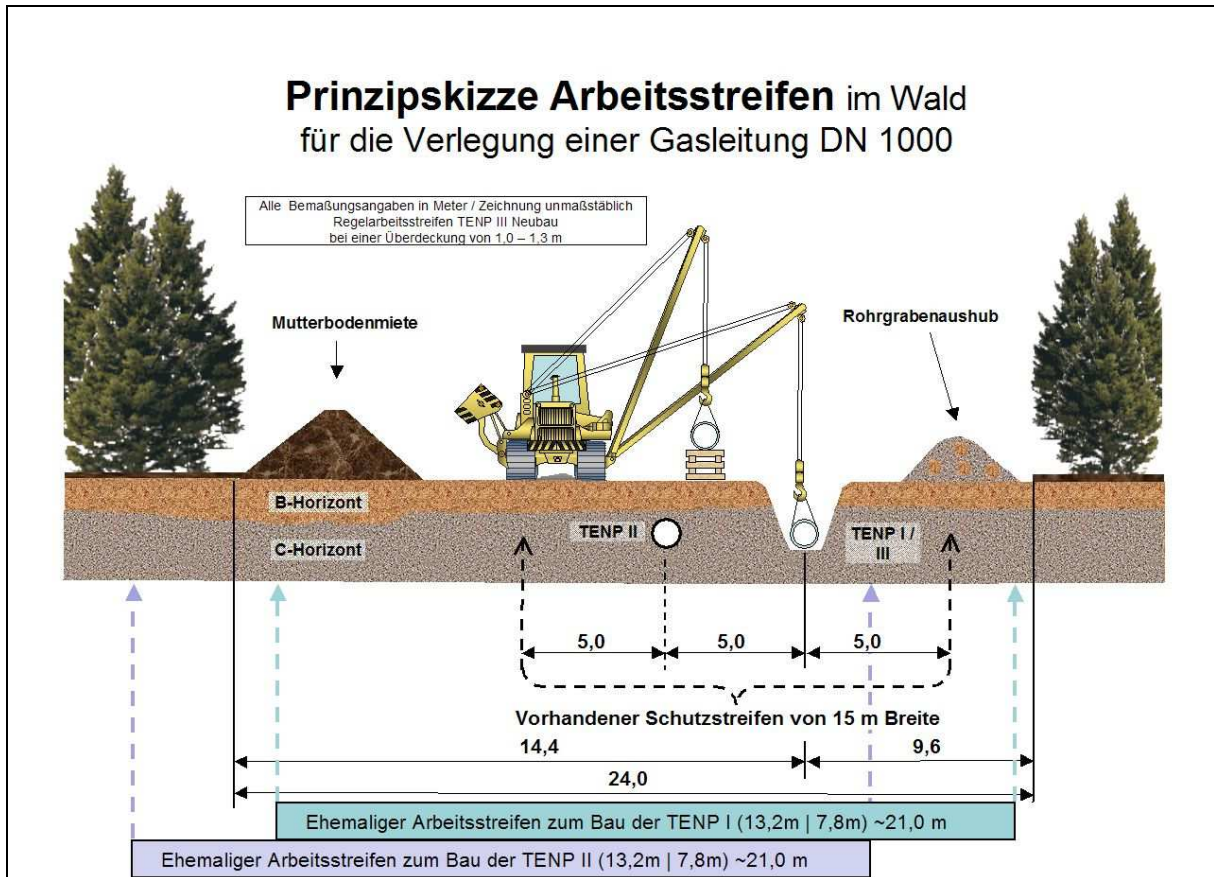 Prinzipskizze Arbeitsstreifen im Wald
für die Verlegung einer Gasleitung DN 1000
Alle Bemaßungsangaben in Meter / Zeichnung unmaßstäblich
Regelarbeitsstreifen TENP III Neubau
bei einer Überdeckung von 1,0 – 1,3 m
Mutterbodenmiete
Rohrgrabenaushub
B-Horizont
C-Horizont
TENP II
TENP I /
III
5,0
5,0
5,0
Vorhandener Schutzstreifen von 15 m Breite
14,4
9,6
24,0
Ehemaliger Arbeitsstreifen zum Bau der TENP I (13,2m | 7,8m) ~21,0 m
Ehemaliger Arbeitsstreifen zum Bau der TENP II (13,2m | 7,8m) ~21,0 m